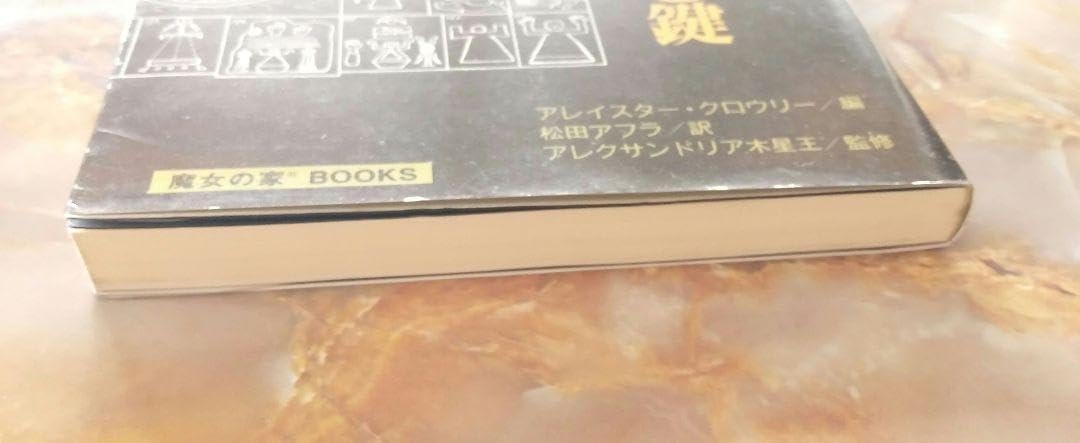 鍵
アレイスター・クロウリー／編
松田アフラ／訳
アレクサンドリア木星王／監修
魔女の家® BOOKS